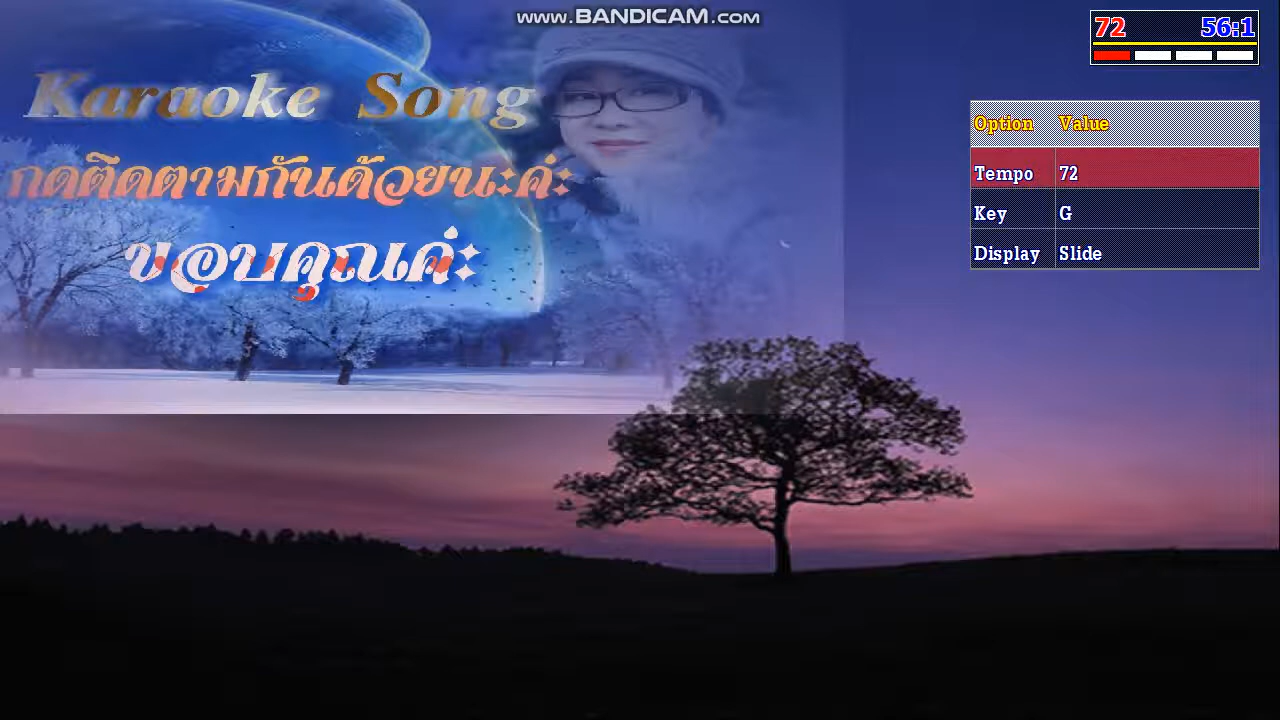 www.BANDICAM.com
72 56:1
Karaoke Song
Option Value
กดติดตามกันด้วยนะค่ะ
Tempo 72
Key G
ขอบคุณค่ะ
Display Slide